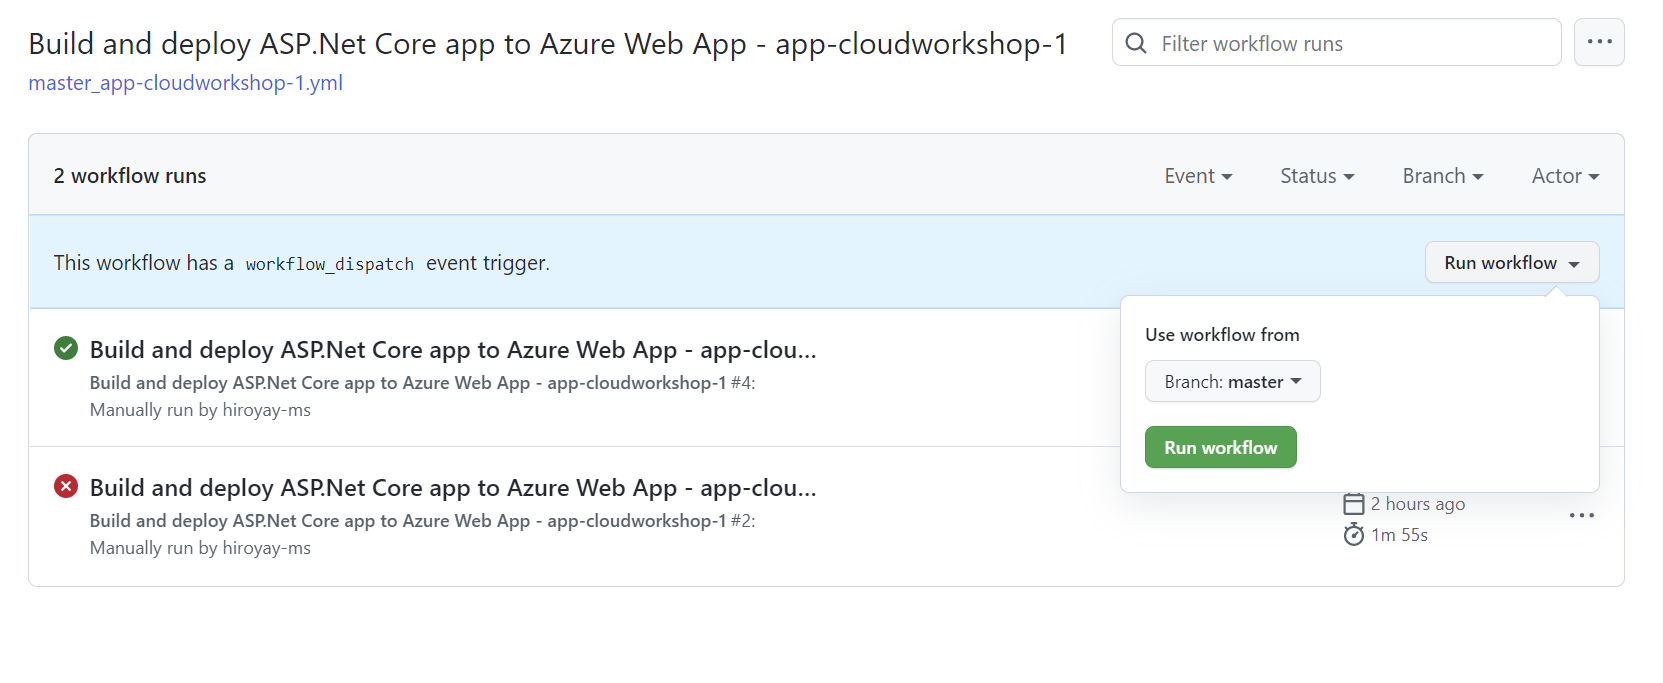 Build and deploy ASP.Net Core app to Azure Web App - app-cloudworkshop-1
Filter workflow runs
master_app-cloudworkshop-1.yml
2 workflow runs
Event
Status
Branch
Actor
This workflow has a workflow_dispatch event trigger.
Run workflow
Use workflow from
Branch: master
Run workflow
Build and deploy ASP.Net Core app to Azure Web App - app-clou...
Build and deploy ASP.Net Core app to Azure Web App - app-cloudworkshop-1 #4:
Manually run by hiroyay-ms
Build and deploy ASP.Net Core app to Azure Web App - app-clou...
Build and deploy ASP.Net Core app to Azure Web App - app-cloudworkshop-1 #2:
Manually run by hiroyay-ms
2 hours ago
1m 55s